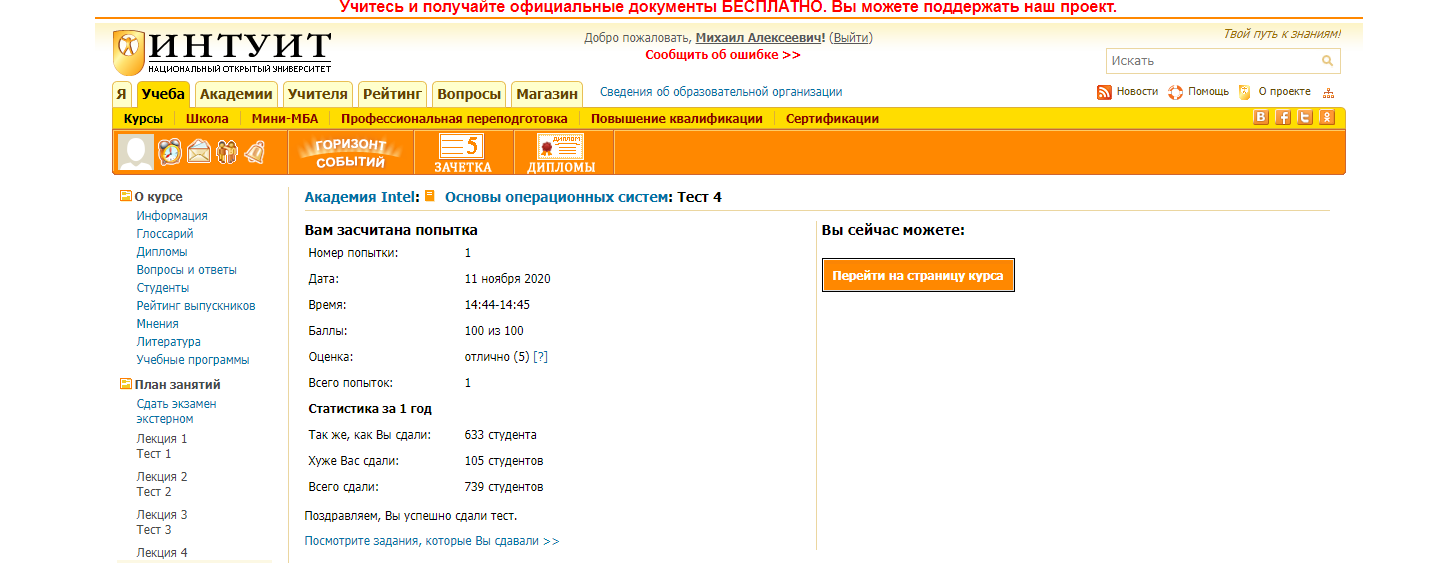 Учитесь и получайте официальные документы БЕСПЛАТНО. Вы можете поддержать наш проект.
ИНТУИТ
НАЦИОНАЛЬНЫЙ ОТКРЫТЫЙ УНИВЕРСИТЕТ
Добро пожаловать, Михаил Алексеевич! (Выйти)
Сообщить об ошибке >>
Твой путь к знаниям!
Искать
Я Учеба Академии Учителя Рейтинг Вопросы Магазин Сведения об образовательной организации
Новости Помощь О проекте
Курсы Школа Мини-МБА Профессиональная переподготовка Повышение квалификации Сертификации
ГОРИЗОНТ
СОБЫТИЙ
5
ЗАЧЕТКА
ДИПЛОМ
ДИПЛОМЫ
О курсе
Информация
Глоссарий
Дипломы
Вопросы и ответы
Студенты
Рейтинг выпускников
Мнения
Литература
Учебные программы
План занятий
Сдать экзамен
экстерном
Лекция 1
Тест 1
Лекция 2
Тест 2
Лекция 3
Тест 3
Лекция 4
Академия Intel: Основы операционных систем: Тест 4
Вам засчитана попытка
Номер попытки: 1
Дата: 11 ноября 2020
Время: 14:44-14:45
Баллы: 100 из 100
Оценка: отлично (5) [?]
Всего попыток: 1
Статистика за 1 год
Так же, как Вы сдали: 633 студента
Хуже Вас сдали: 105 студентов
Всего сдали: 739 студентов
Поздравляем, Вы успешно сдали тест.
Посмотрите задания, которые Вы сдавали >>
Вы сейчас можете:
Перейти на страницу курса